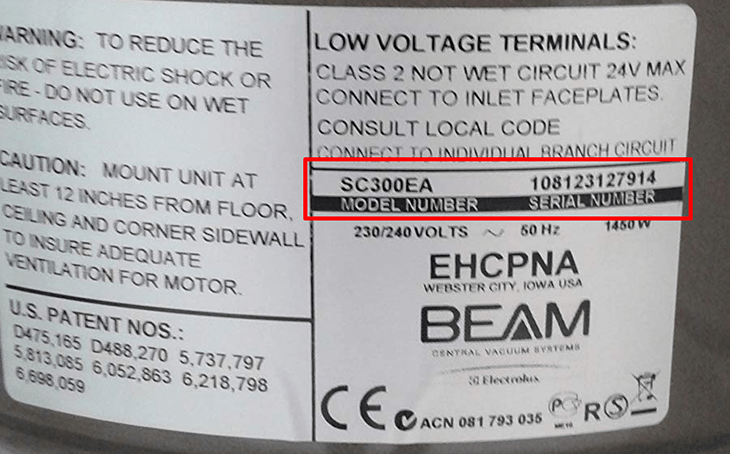 WARNING: TO REDUCE THE
RISK OF ELECTRIC SHOCK OR
FIRE - DO NOT USE ON WET
SURFACES.
CAUTION: MOUNT UNIT AT
LEAST 12 INCHES FROM FLOOR,
CEILING AND CORNER SIDEWALL
TO INSURE ADEQUATE
VENTILATION FOR MOTOR.
U.S. PATENT NOS.:
D475,165 D488,270 5,737,797
5,813,085 6,052,863 6,218,798
6,698,059
LOW VOLTAGE TERMINALS:
CLASS 2 NOT WET CIRCUIT 24V MAX
CONNECT TO INLET FACEPLATES.
CONSULT LOCAL CODE
CONNECT TO INDIVIDUAL BRANCH CIRCUIT
SC300EA 108123127914
MODEL NUMBER SERIAL NUMBER
230/240 VOLTS ~ 50 Hz 1450 W
EHCPNA
WEBSTER CITY, IOWA USA
BEAM
CENTRAL VACUUM SYSTEMS
Electrolux
CE ACN 081 793 035 R S